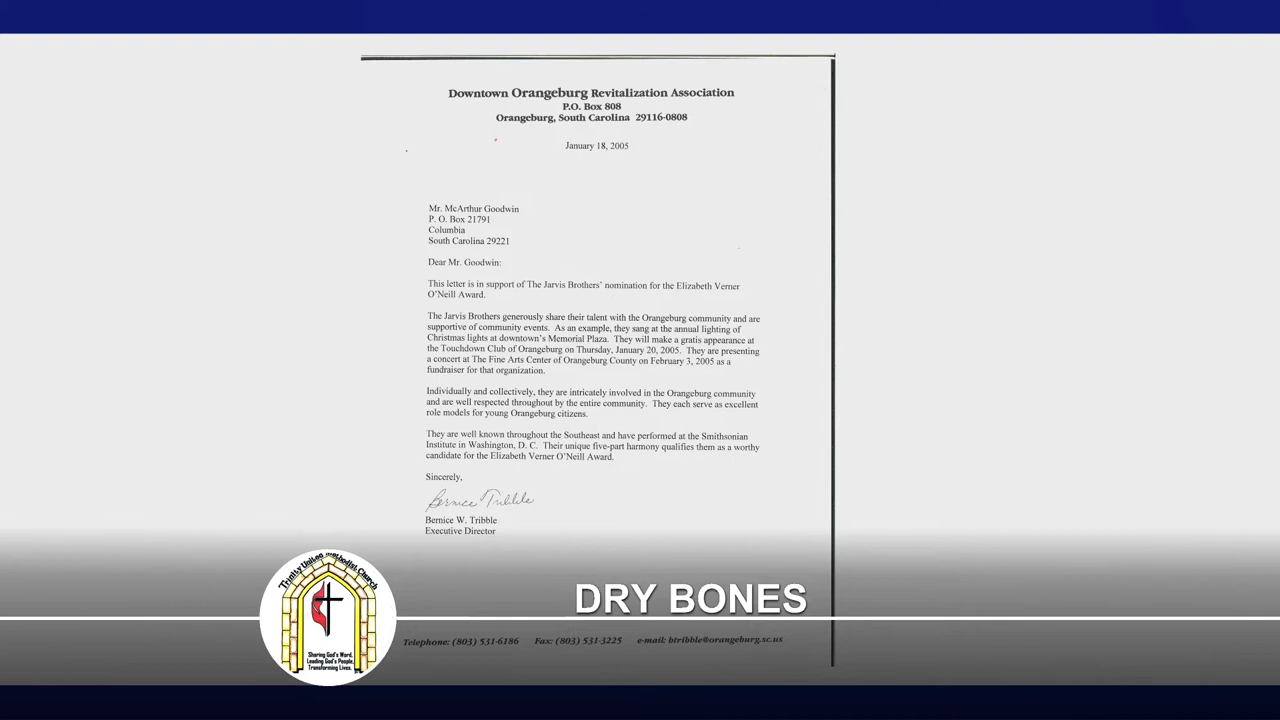 Downtown Orangeburg Revitalization Association
P.O. Box 808
Orangeburg, South Carolina 29116-0808
January 18, 2005
Mr. McArthur Goodwin
P. O. Box 21791
Columbia
South Carolina 29221
Dear Mr. Goodwin:
This letter is in support of The Jarvis Brothers' nomination for the Elizabeth Verner
O'Neill Award.
The Jarvis Brothers generously share their talent with the Orangeburg community and are
supportive of community events. As an example, they sang at the annual lighting of
Christmas lights at downtown's Memorial Plaza. They will make a gratis appearance at
the Touchdown Club of Orangeburg on Thursday, January 20, 2005. They are presenting
a concert at The Fine Arts Center of Orangeburg County on February 3, 2005 as a
fundraiser for that organization.
Individually and collectively, they are intricately involved in the Orangeburg community
and are well respected throughout by the entire community. They each serve as excellent
role models for young Orangeburg citizens.
They are well known throughout the Southeast and have performed at the Smithsonian
Institute in Washington, D. C. Their unique five-part harmony qualifies them as a worthy
candidate for the Elizabeth Verner O'Neill Award.
Sincerely,
Bernice Tribble
Bernice W. Tribble
Executive Director
Trinity United Methodist Church
Sharing God's Word,
Leading God's People,
Transforming Lives.
DRY BONES
Telephone: (803) 531-6186 Fax: (803) 531-3225 e-mail: btribble@orangeburg.sc.us